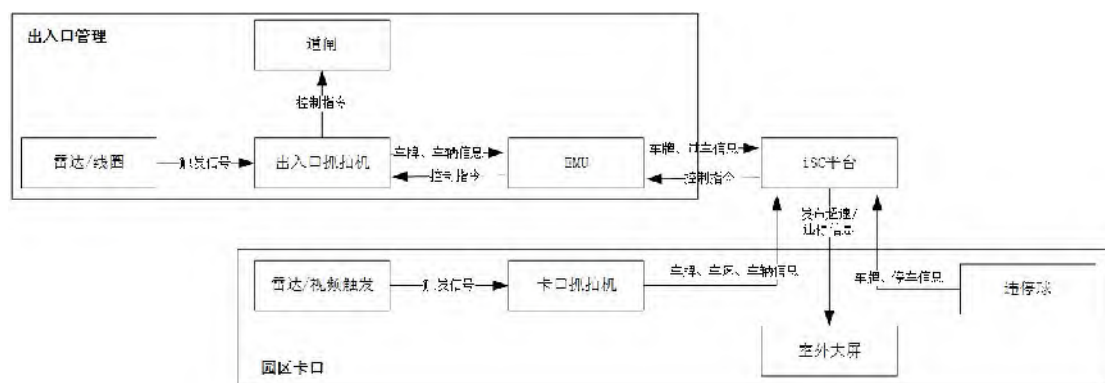 出入口管理
道闸
控制指令
雷达/线圈
触发信号
出入口抓拍机
车牌、车辆信息
控制指令
EMU
车牌、过车信息
控制指令
iSC平台
发布超速/
违停信息
雷达/视频触发
触发信号
卡口抓拍机
车牌、车速、车辆信息
车牌、停车信息
违停球
室外大屏
园区卡口